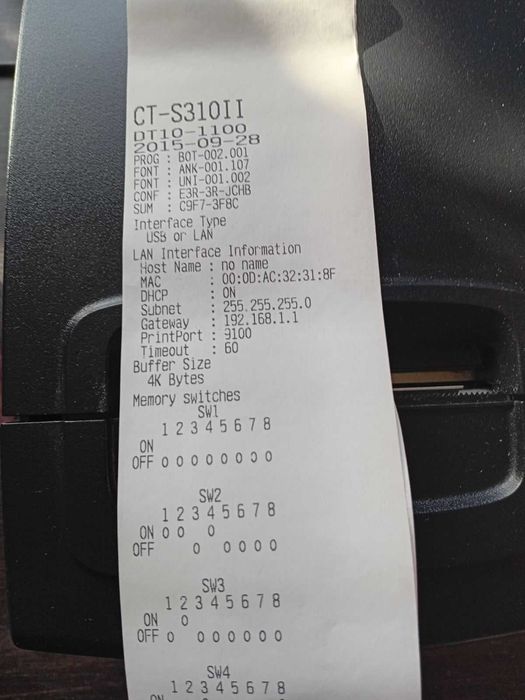 CT-S310II
DT10-1100
2015-09-28
PROG : BOT-002.001
FONT : ANK-001.107
FONT : UNI-001.002
CONF : E3R-3R-JCHB
SUM : C9F7-3F8C
Interface Type
USB or LAN
LAN Interface Information
Host Name : no name
MAC : 00:0D:AC:32:31:8F
DHCP : ON
Subnet : 255.255.255.0
Gateway : 192.168.1.1
PrintPort : 9100
Timeout : 60
Buffer Size
4K Bytes
Memory switches
SW1
1 2 3 4 5 6 7 8
ON
OFF O O O O O O O O
SW2
1 2 3 4 5 6 7 8
ON O O   O
OFF     O   O O O O
SW3
1 2 3 4 5 6 7 8
ON   O
OFF O   O O O O O O
SW4
1 2 3 4 5 6 7 8
ON